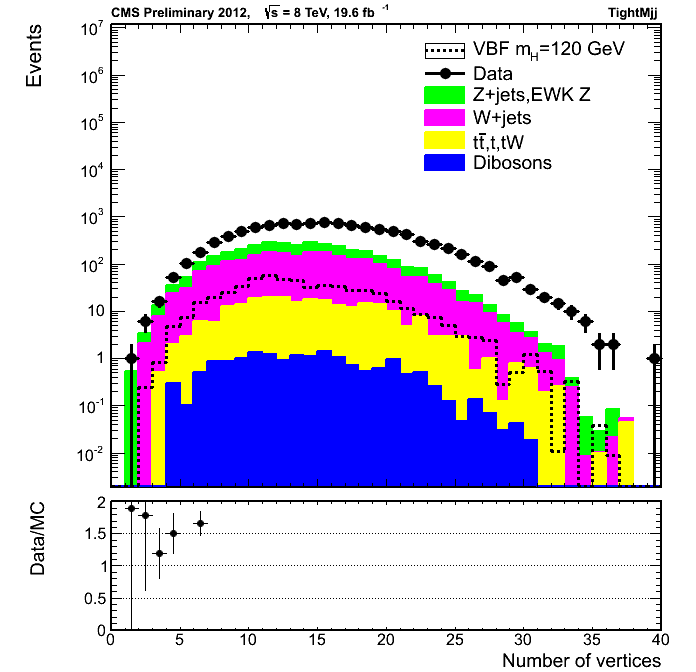 CMS Preliminary 2012, √s = 8 TeV, 19.6 fb⁻¹ TightMjj
Events
10⁷
10⁶
10⁵
10⁴
10³
10²
10
1
10⁻¹
10⁻²
VBF m_H=120 GeV
Data
Z+jets,EWK Z
W+jets
tt̄,t,tW
Dibosons
Data/MC
2
1.5
1
0.5
0
0 5 10 15 20 25 30 35 40
Number of vertices